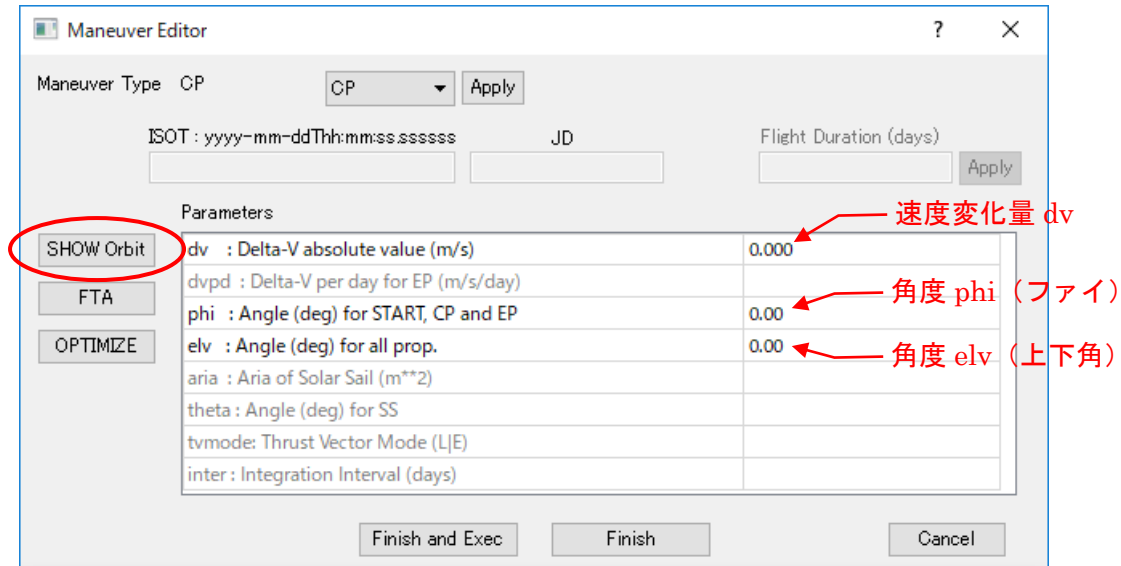 Maneuver Editor
?
Maneuver Type CP CP Apply
ISOT : yyyy-mm-ddThh:mm:ss.ssssss JD Flight Duration (days)
Apply
Parameters
速度変化量 dv
SHOW Orbit
dv : Delta-V absolute value (m/s) 0.000
dvpd : Delta-V per day for EP (m/s/day)
角度 phi（ファイ）
FTA
phi : Angle (deg) for START, CP and EP 0.00
OPTIMIZE
elv : Angle (deg) for all prop. 0.00
角度 elv（上下角）
aria : Aria of Solar Sail (m**2)
theta : Angle (deg) for SS
tvmode: Thrust Vector Mode (L|E)
inter : Integration Interval (days)
Finish and Exec Finish Cancel